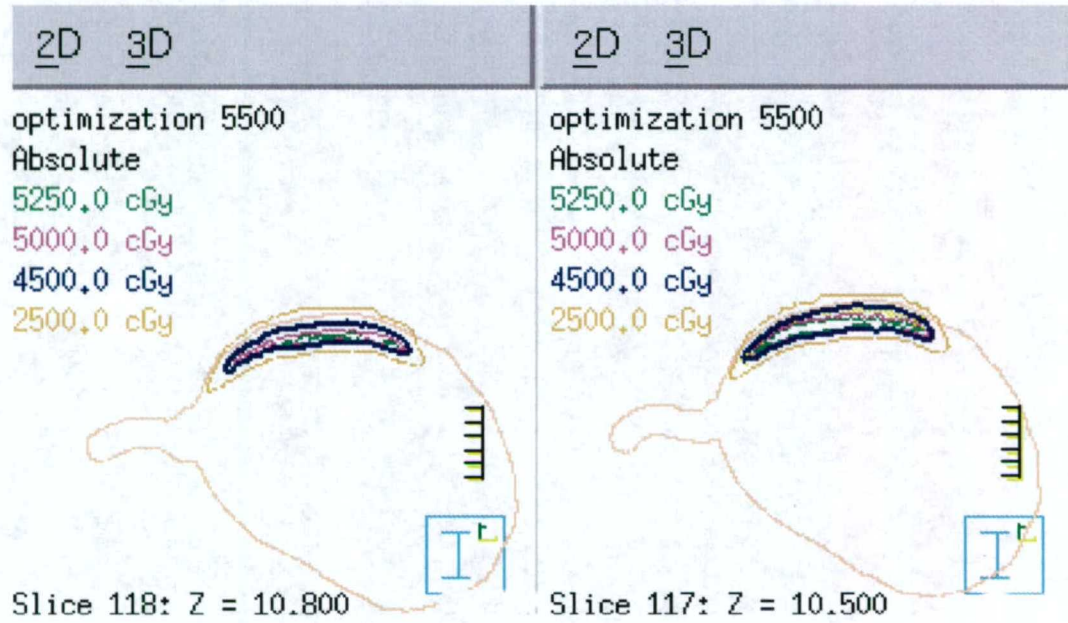 2D 3D
optimization 5500
Absolute
5250.0 cGy
5000.0 cGy
4500.0 cGy
2500.0 cGy
Slice 118: Z = 10.800
2D 3D
optimization 5500
Absolute
5250.0 cGy
5000.0 cGy
4500.0 cGy
2500.0 cGy
Slice 117: Z = 10.500